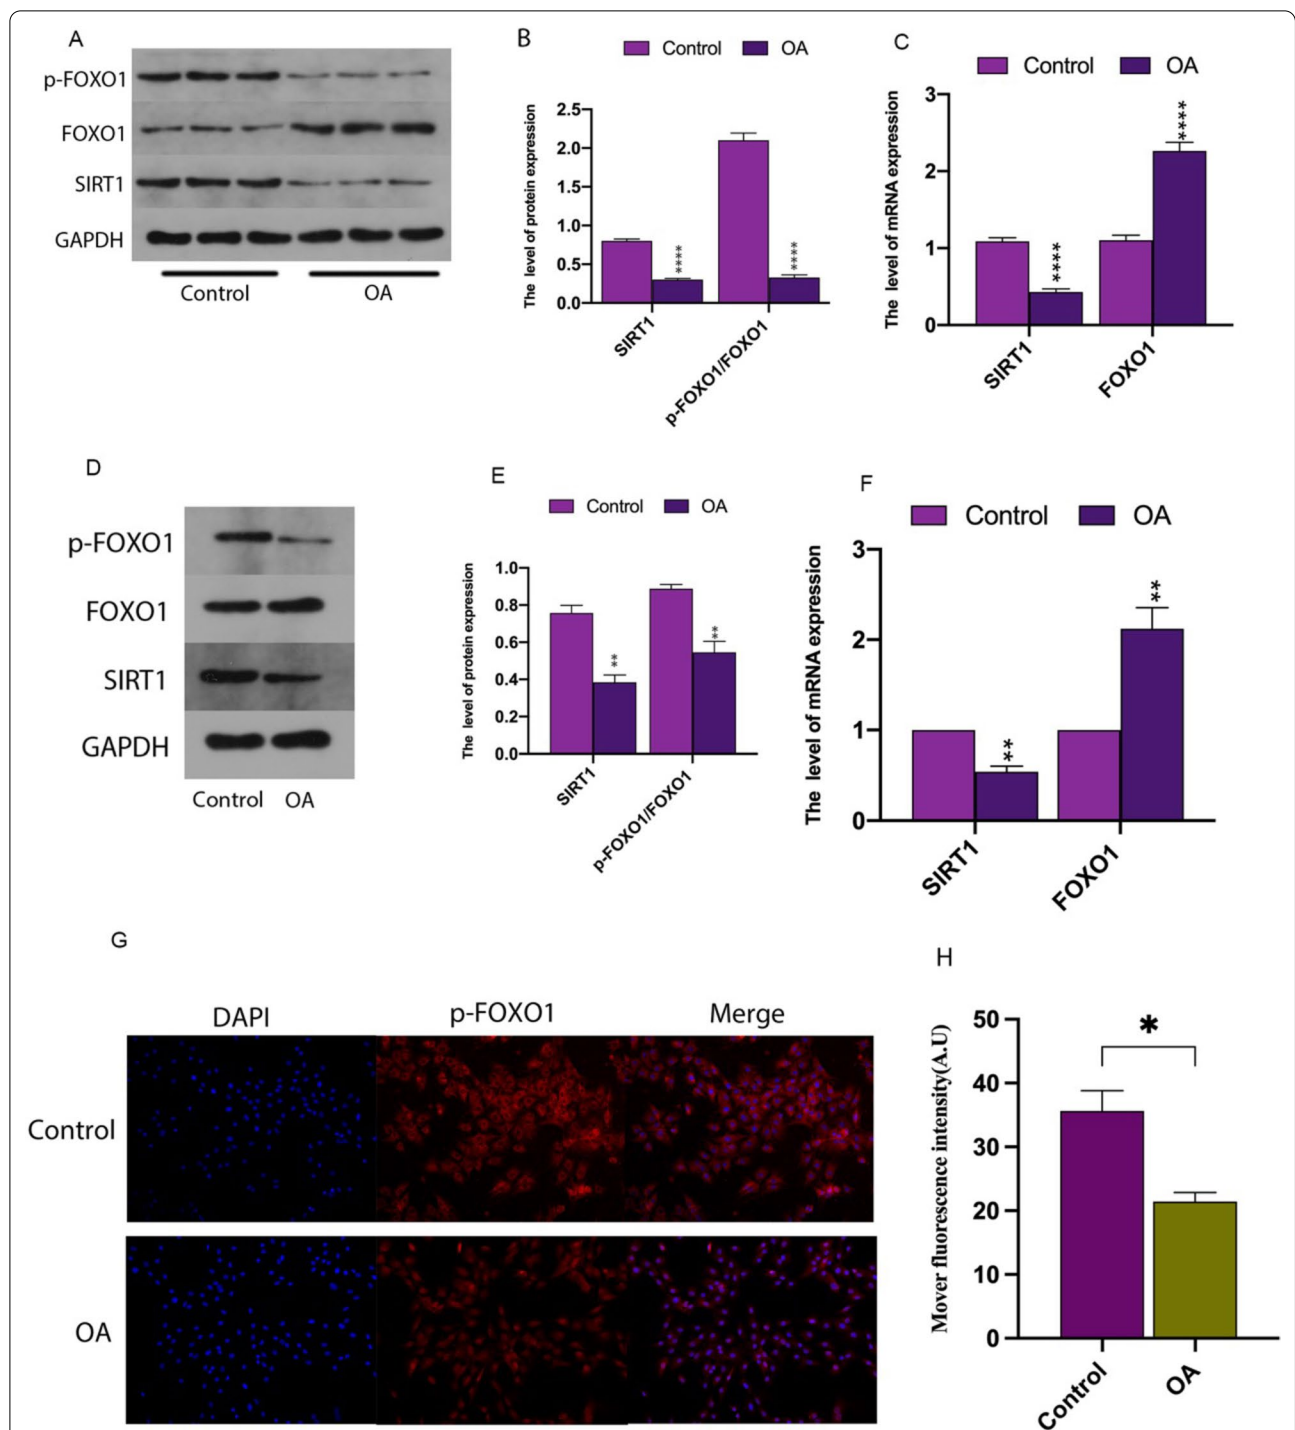 A
p-FOXO1
FOXO1
SIRT1
GAPDH
Control OA
B
Control OA
The level of protein expression
2.5
2.0
1.5
1.0
0.5
0.0
****
****
SIRT1
p-FOXO1/FOXO1
C
Control OA
The level of mRNA expression
3
2
1
0
****
****
SIRT1
FOXO1
D
p-FOXO1
FOXO1
SIRT1
GAPDH
Control OA
E
Control OA
The level of protein expression
1.0
0.8
0.6
0.4
0.2
0.0
**
**
SIRT1
p-FOXO1/FOXO1
F
Control OA
The level of mRNA expression
3
2
1
0
**
**
SIRT1
FOXO1
G
DAPI p-FOXO1 Merge
Control
OA
H
Mover fluorescence intensity(A.U)
50
40
30
20
10
0
*
Control
OA